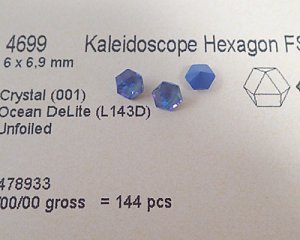 4699 Kaleidoscope Hexagon FS
6 x 6,9 mm
Crystal (001)
Ocean DeLite (L143D)
Unfoiled
478933
00/00 gross = 144 pcs